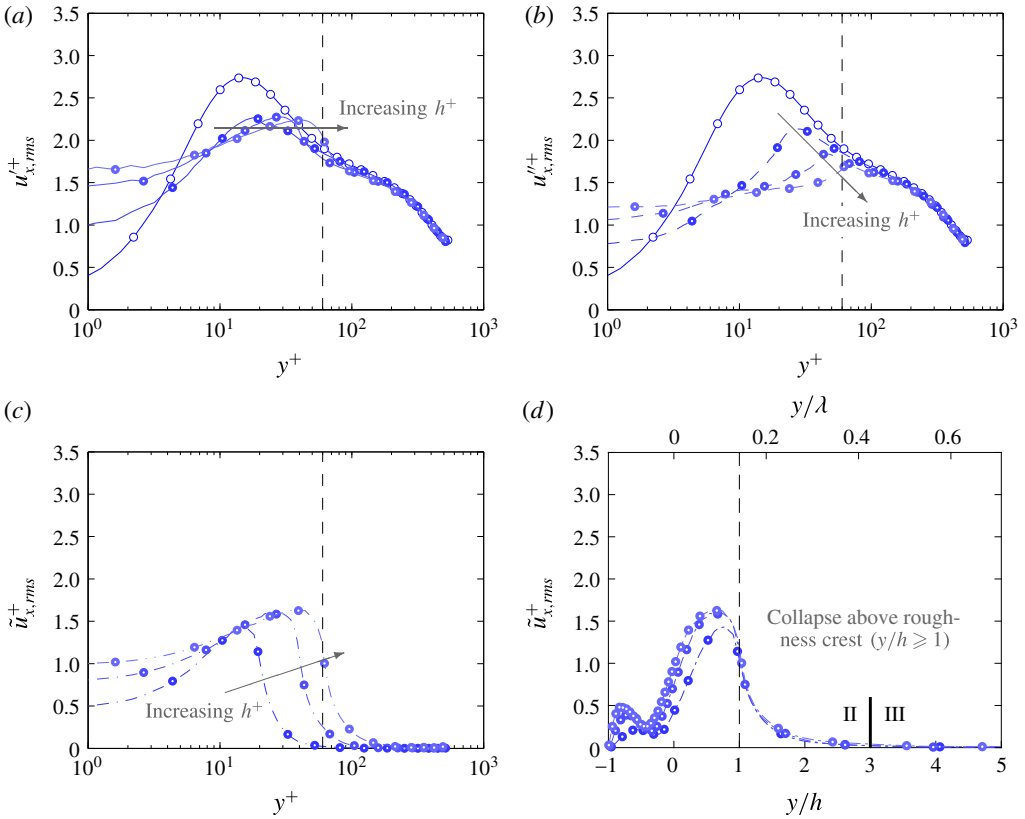 (a)
3.5
3.0
2.5
2.0
1.5
1.0
0.5
0
u′+x,rms
Increasing h+
10^0
10^1
10^2
10^3
y+
(b)
3.5
3.0
2.5
2.0
1.5
1.0
0.5
0
u″+x,rms
Increasing h+
10^0
10^1
10^2
10^3
y+
(c)
3.5
3.0
2.5
2.0
1.5
1.0
0.5
0
ũ+x,rms
Increasing h+
10^0
10^1
10^2
10^3
y+
(d)
y/λ
0
0.2
0.4
0.6
3.5
3.0
2.5
2.0
1.5
1.0
0.5
0
ũ+x,rms
Collapse above rough-
ness crest (y/h ⩾ 1)
II III
−1
0
1
2
3
4
5
y/h